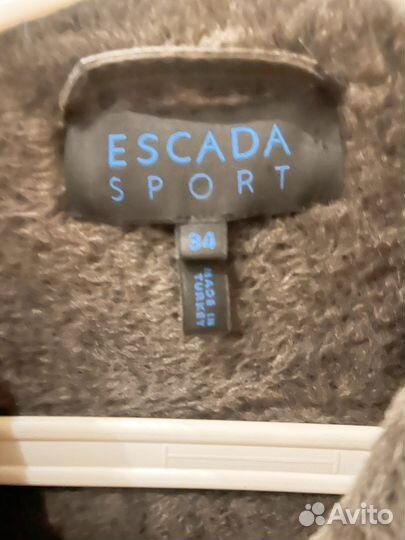 ESCADA
SPORT
34
MADE IN
TURKEY
Avito